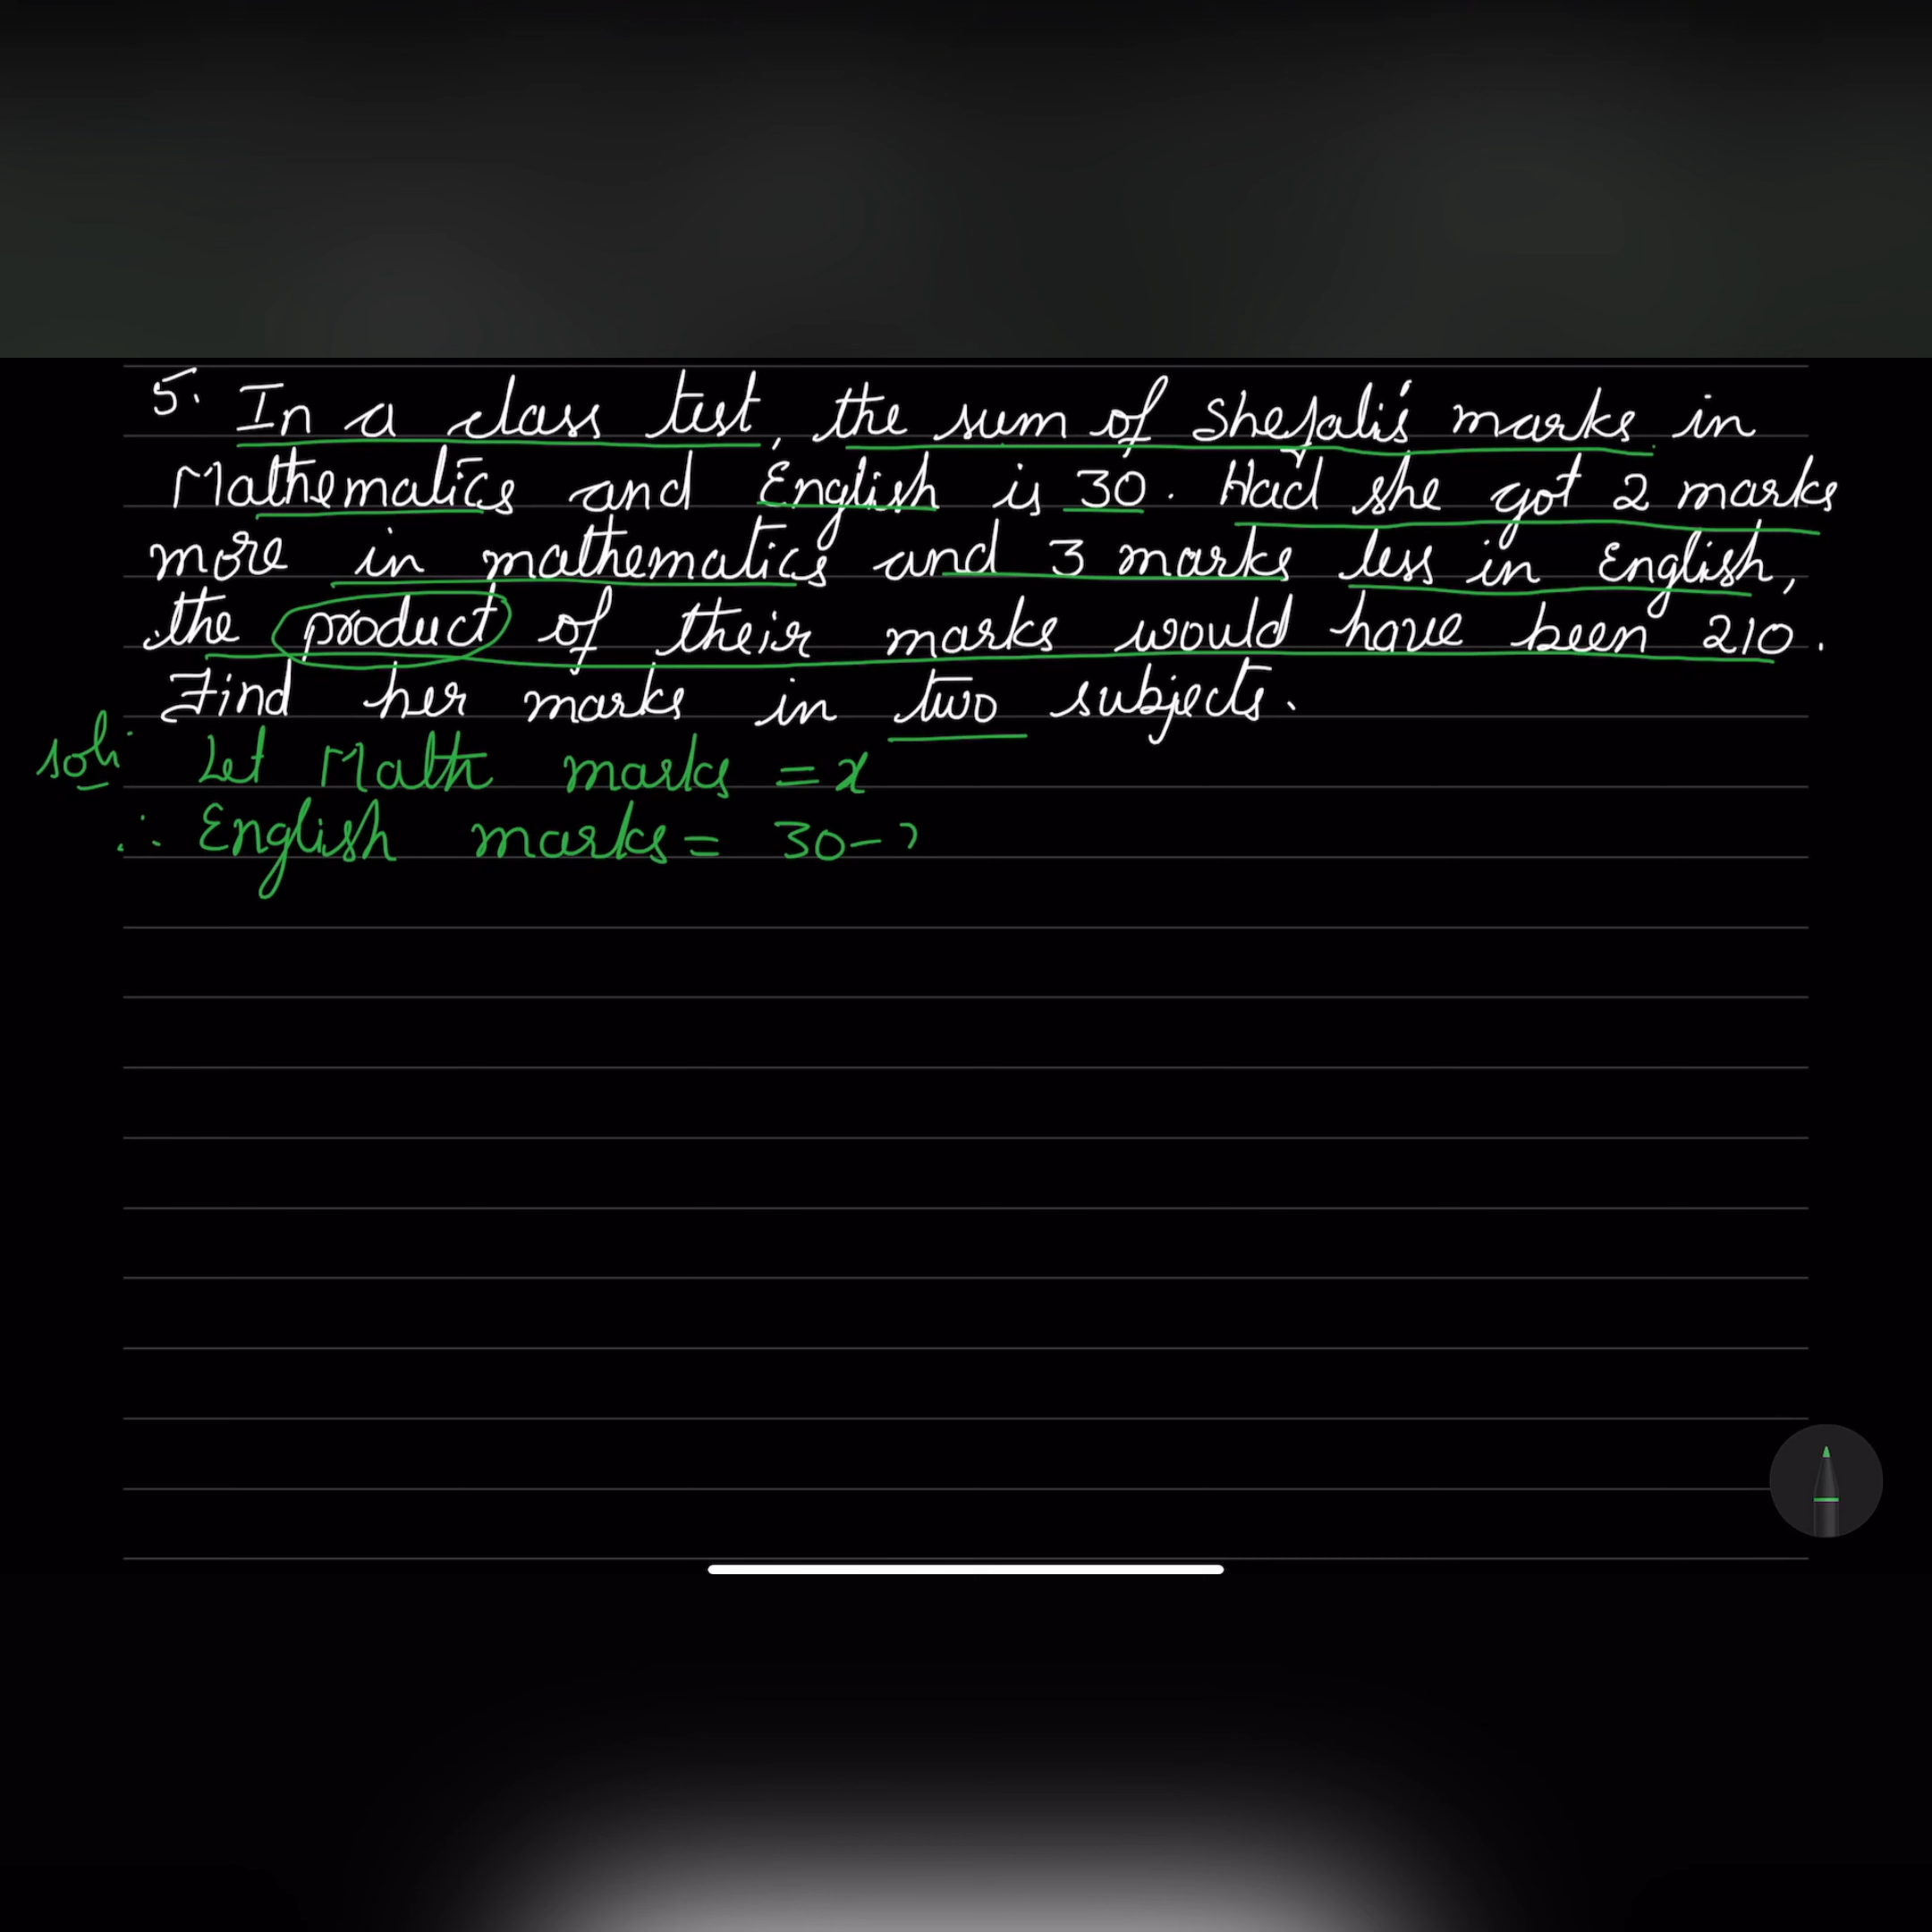 5. In a class test, the sum of Shefali's marks in
Mathematics and English is 30. Had she got 2 marks
more in mathematics and 3 marks less in English,
the product of their marks would have been 210.
Find her marks in two subjects.
Soln Let Math marks = x
∴ English marks = 30 -